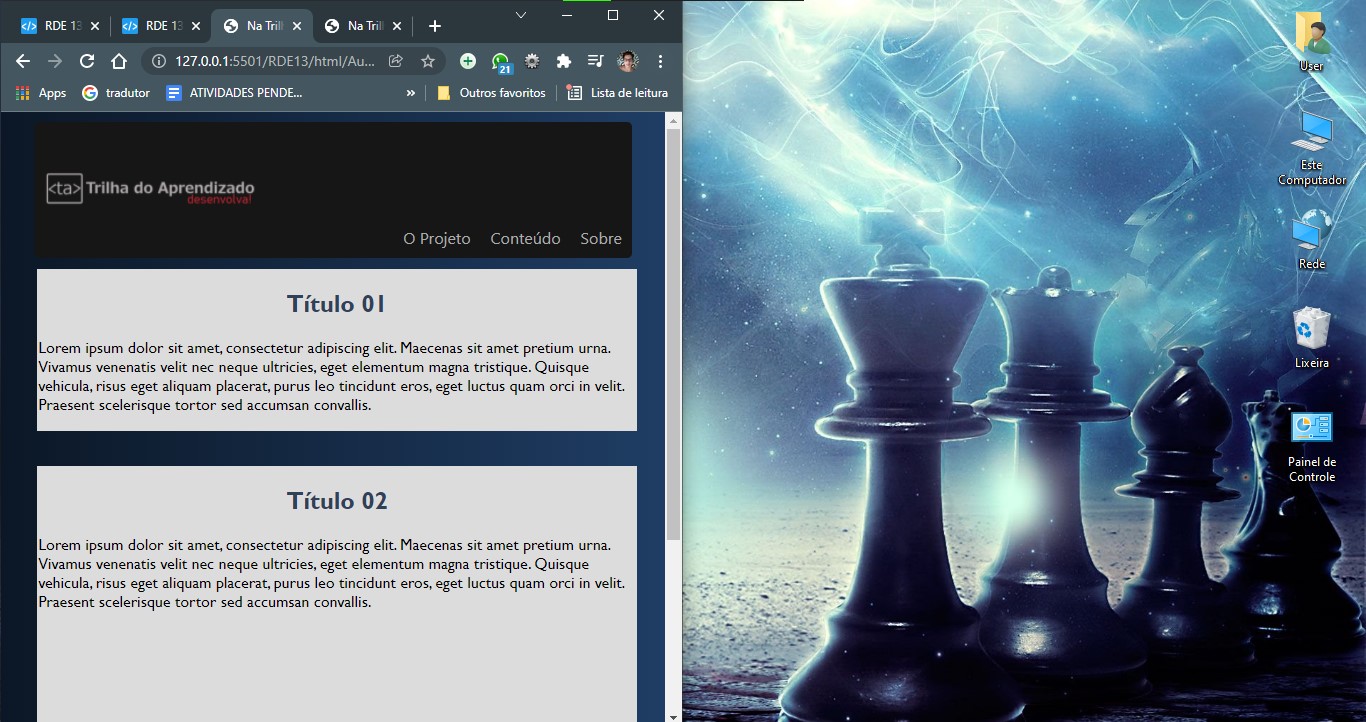 RDE 13
RDE 13
Na Trill
Na Trill
127.0.0.1:5501/RDE13/html/Au...
21
Apps
tradutor
ATIVIDADES PENDE...
»
Outros favoritos
Lista de leitura
<ta> Trilha do Aprendizado
desenvolva!
O Projeto
Conteúdo
Sobre
Título 01
Lorem ipsum dolor sit amet, consectetur adipiscing elit. Maecenas sit amet pretium urna.
Vivamus venenatis velit nec neque ultricies, eget elementum magna tristique. Quisque
vehicula, risus eget aliquam placerat, purus leo tincidunt eros, eget luctus quam orci in velit.
Praesent scelerisque tortor sed accumsan convallis.
Título 02
Lorem ipsum dolor sit amet, consectetur adipiscing elit. Maecenas sit amet pretium urna.
Vivamus venenatis velit nec neque ultricies, eget elementum magna tristique. Quisque
vehicula, risus eget aliquam placerat, purus leo tincidunt eros, eget luctus quam orci in velit.
Praesent scelerisque tortor sed accumsan convallis.
User
Este
Computador
Rede
Lixeira
Painel de
Controle